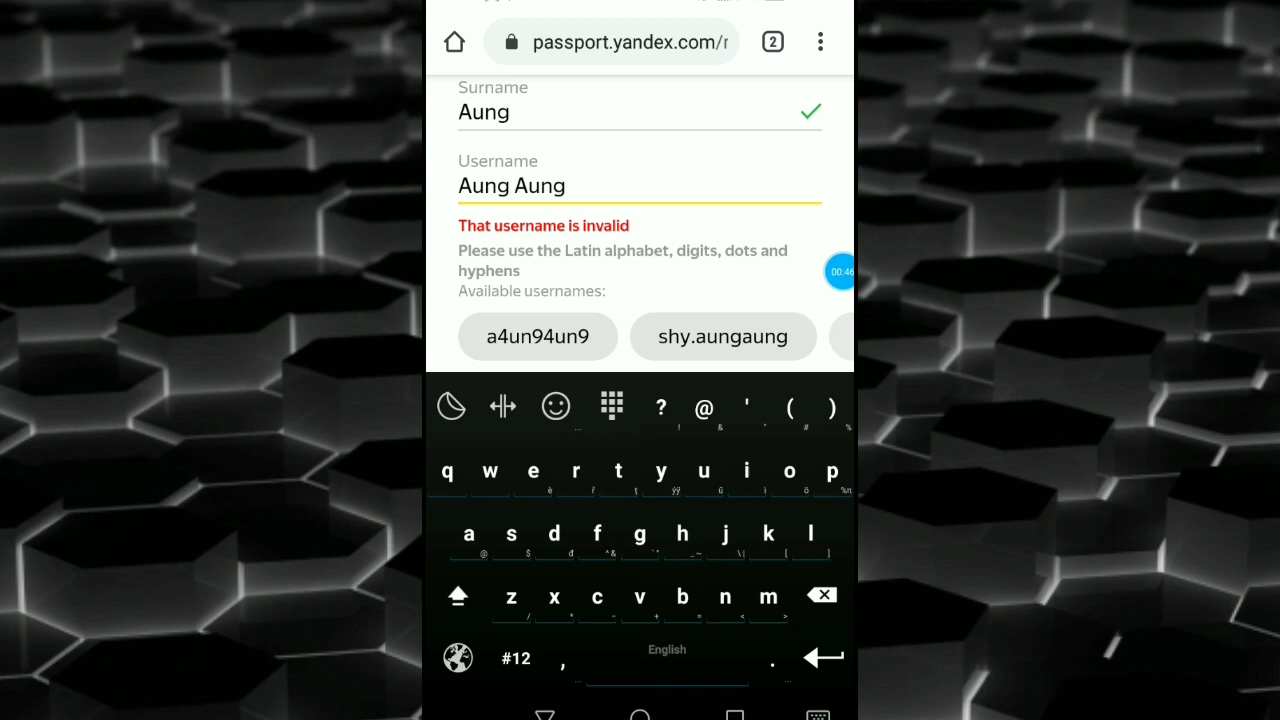 passport.yandex.com/r
2
Surname
Aung
Username
Aung Aung
That username is invalid
Please use the Latin alphabet, digits, dots and
hyphens
Available usernames:
00:46
a4un94un9 shy.aungaung
? @ ' ( )
! & # %
q w e r t y u i o p
a s d f g h j k l
z x c v b n m
#12 , English .